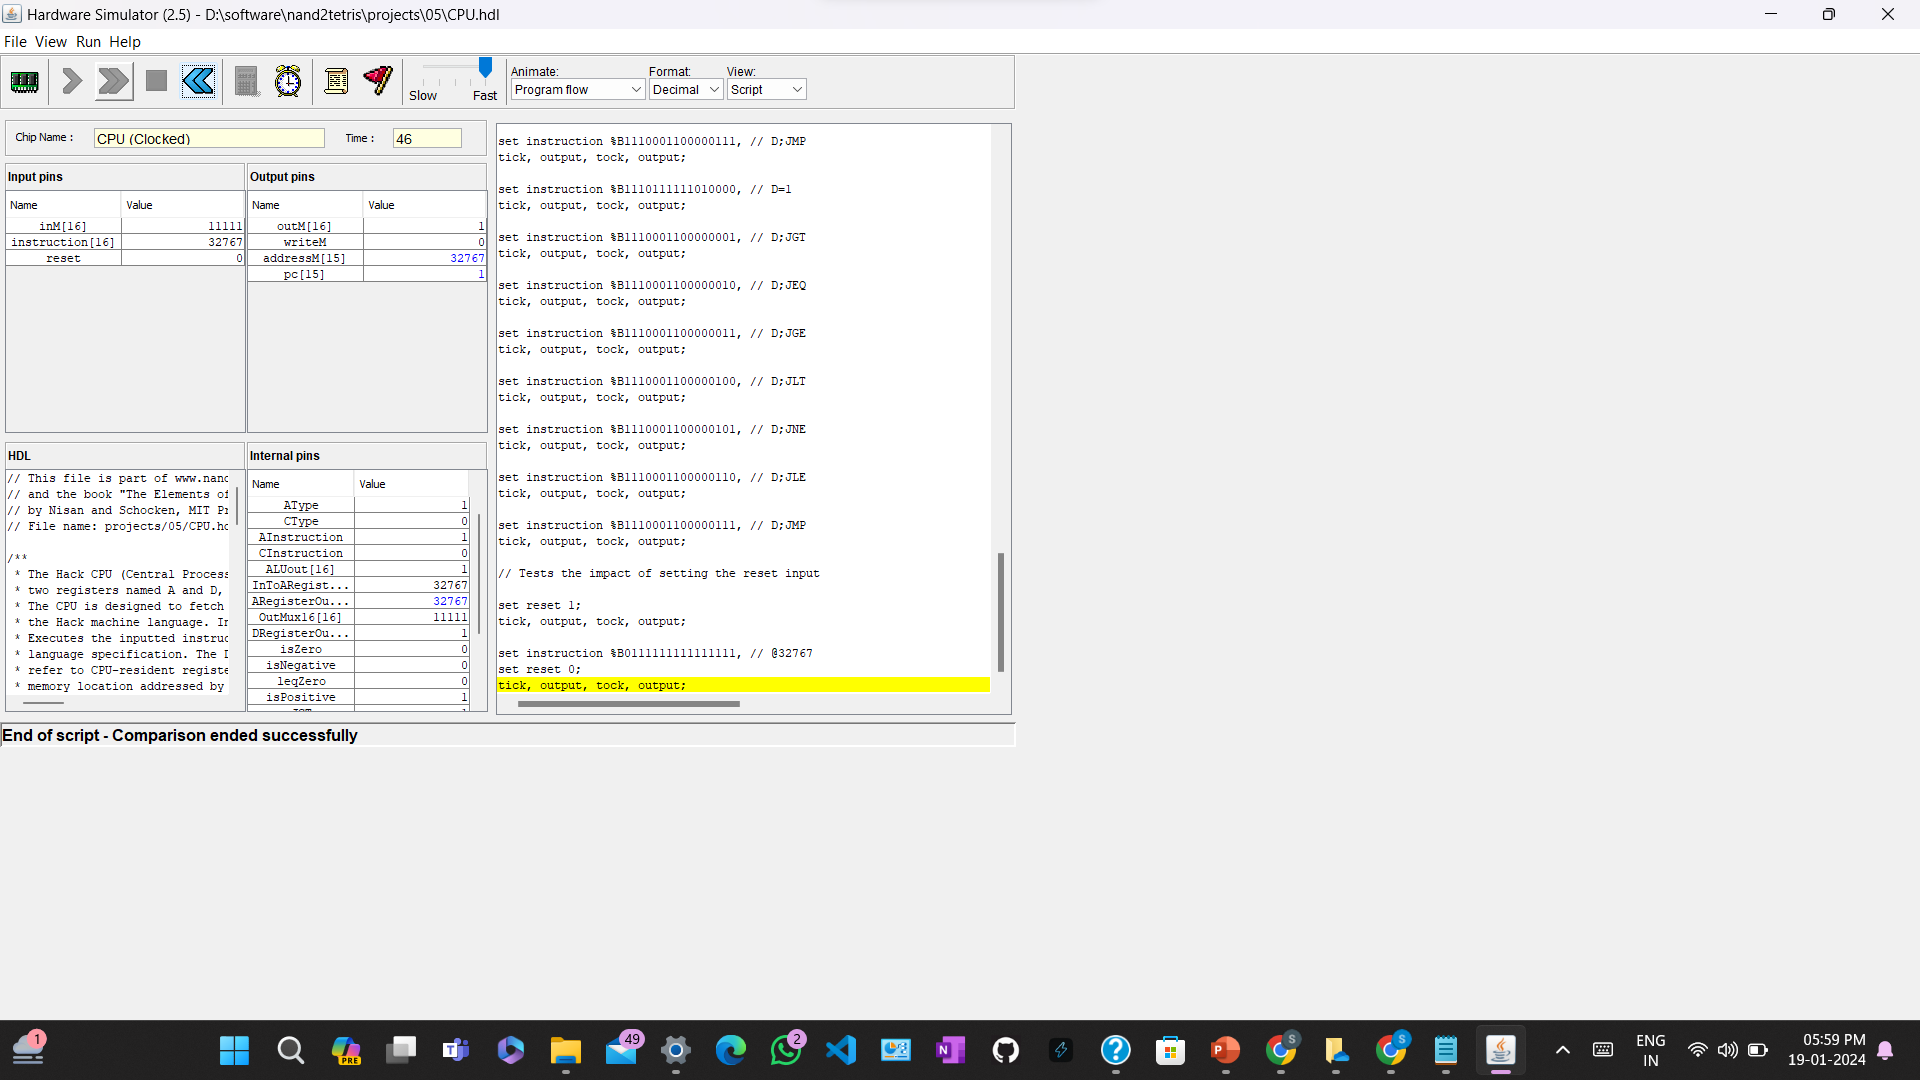 Hardware Simulator (2.5) - D:\software\nand2tetris\projects\05\CPU.hdl
File View Run Help
Slow Fast
Animate: Format: View:
Program flow Decimal Script
Chip Name : CPU (Clocked) Time : 46
Input pins
Name Value
inM[16] 11111
instruction[16] 32767
reset 0
Output pins
Name Value
outM[16] 1
writeM 0
addressM[15] 32767
pc[15] 1
HDL
// This file is part of www.nand
// and the book "The Elements of
// by Nisan and Schocken, MIT Pr
// File name: projects/05/CPU.hd
/**
* The Hack CPU (Central Process
* two registers named A and D,
* The CPU is designed to fetch
* the Hack machine language. In
* Executes the inputted instruc
* language specification. The D
* refer to CPU-resident registe
* memory location addressed by
Internal pins
Name Value
AType 1
CType 0
AInstruction 1
CInstruction 0
ALUout[16] 1
InToARegist... 32767
ARegisterOu... 32767
OutMux16[16] 11111
DRegisterOu... 1
isZero 0
isNegative 0
leqZero 0
isPositive 1
set instruction %B1110001100000111, // D;JMP
tick, output, tock, output;
set instruction %B1110111111010000, // D=1
tick, output, tock, output;
set instruction %B1110001100000001, // D;JGT
tick, output, tock, output;
set instruction %B1110001100000010, // D;JEQ
tick, output, tock, output;
set instruction %B1110001100000011, // D;JGE
tick, output, tock, output;
set instruction %B1110001100000100, // D;JLT
tick, output, tock, output;
set instruction %B1110001100000101, // D;JNE
tick, output, tock, output;
set instruction %B1110001100000110, // D;JLE
tick, output, tock, output;
set instruction %B1110001100000111, // D;JMP
tick, output, tock, output;
// Tests the impact of setting the reset input
set reset 1;
tick, output, tock, output;
set instruction %B0111111111111111, // @32767
set reset 0;
tick, output, tock, output;
End of script - Comparison ended successfully
1
PRE
49
2
S
S
ENG
IN
05:59 PM
19-01-2024